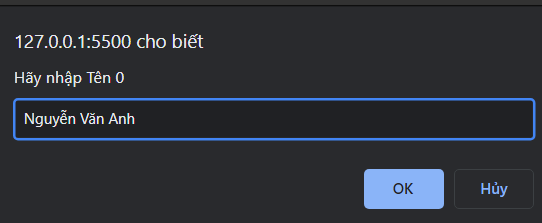 127.0.0.1:5500 cho biết
Hãy nhập Tên 0
Nguyễn Văn Anh
OK Hủy